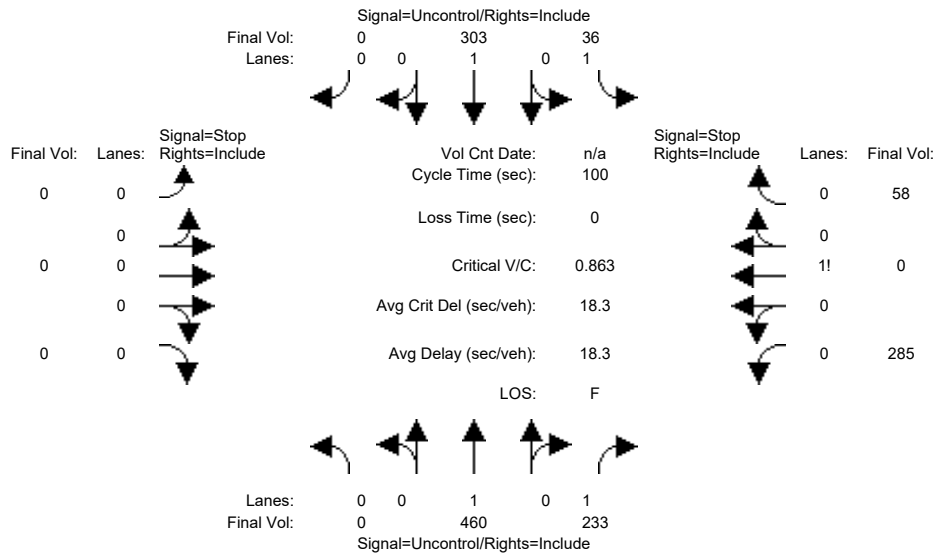 Signal=Uncontrol/Rights=Include
Final Vol: 0 303 36
Lanes: 0 0 1 0 1
Signal=Stop Signal=Stop
Final Vol: Lanes: Rights=Include Vol Cnt Date: n/a Rights=Include Lanes: Final Vol:
Cycle Time (sec): 100
0 0 0 58
Loss Time (sec): 0
0 0
0 0 Critical V/C: 0.863 1! 0
0 Avg Crit Del (sec/veh): 18.3 0
0 0 Avg Delay (sec/veh): 18.3 0 285
LOS: F
Lanes: 0 0 1 0 1
Final Vol: 0 460 233
Signal=Uncontrol/Rights=Include